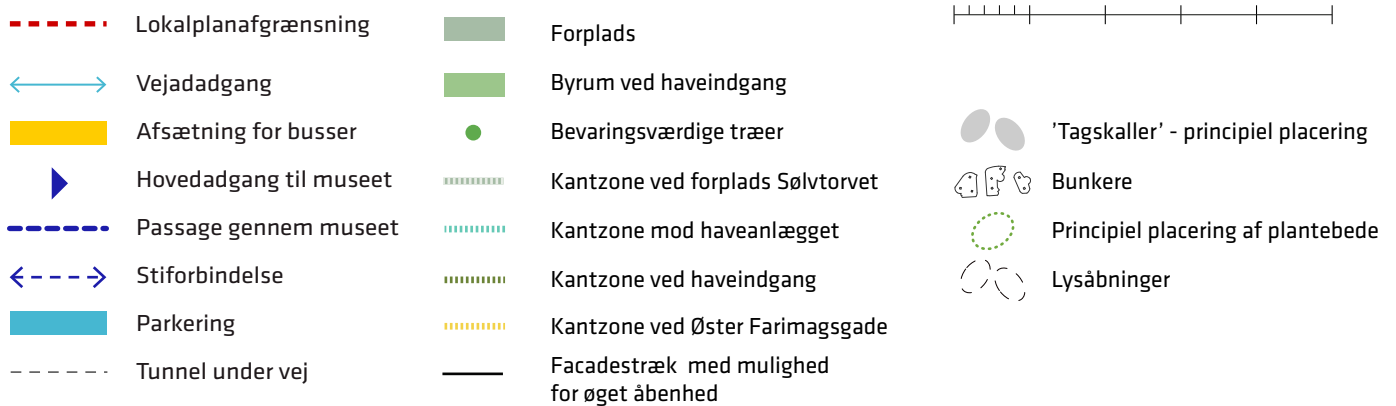 Lokalplanafgrænsning
Vejadadgang
Afsætning for busser
Hovedadgang til museet
Passage gennem museet
Stiforbindelse
Parkering
Tunnel under vej
Forplads
Byrum ved haveindgang
Bevaringsværdige træer
Kantzone ved forplads Sølvtorvet
Kantzone mod haveanlægget
Kantzone ved haveindgang
Kantzone ved Øster Farimagsgade
Facadestræk med mulighed
for øget åbenhed
'Tagskaller' - principiel placering
Bunkere
Principiel placering af plantebede
Lysåbninger